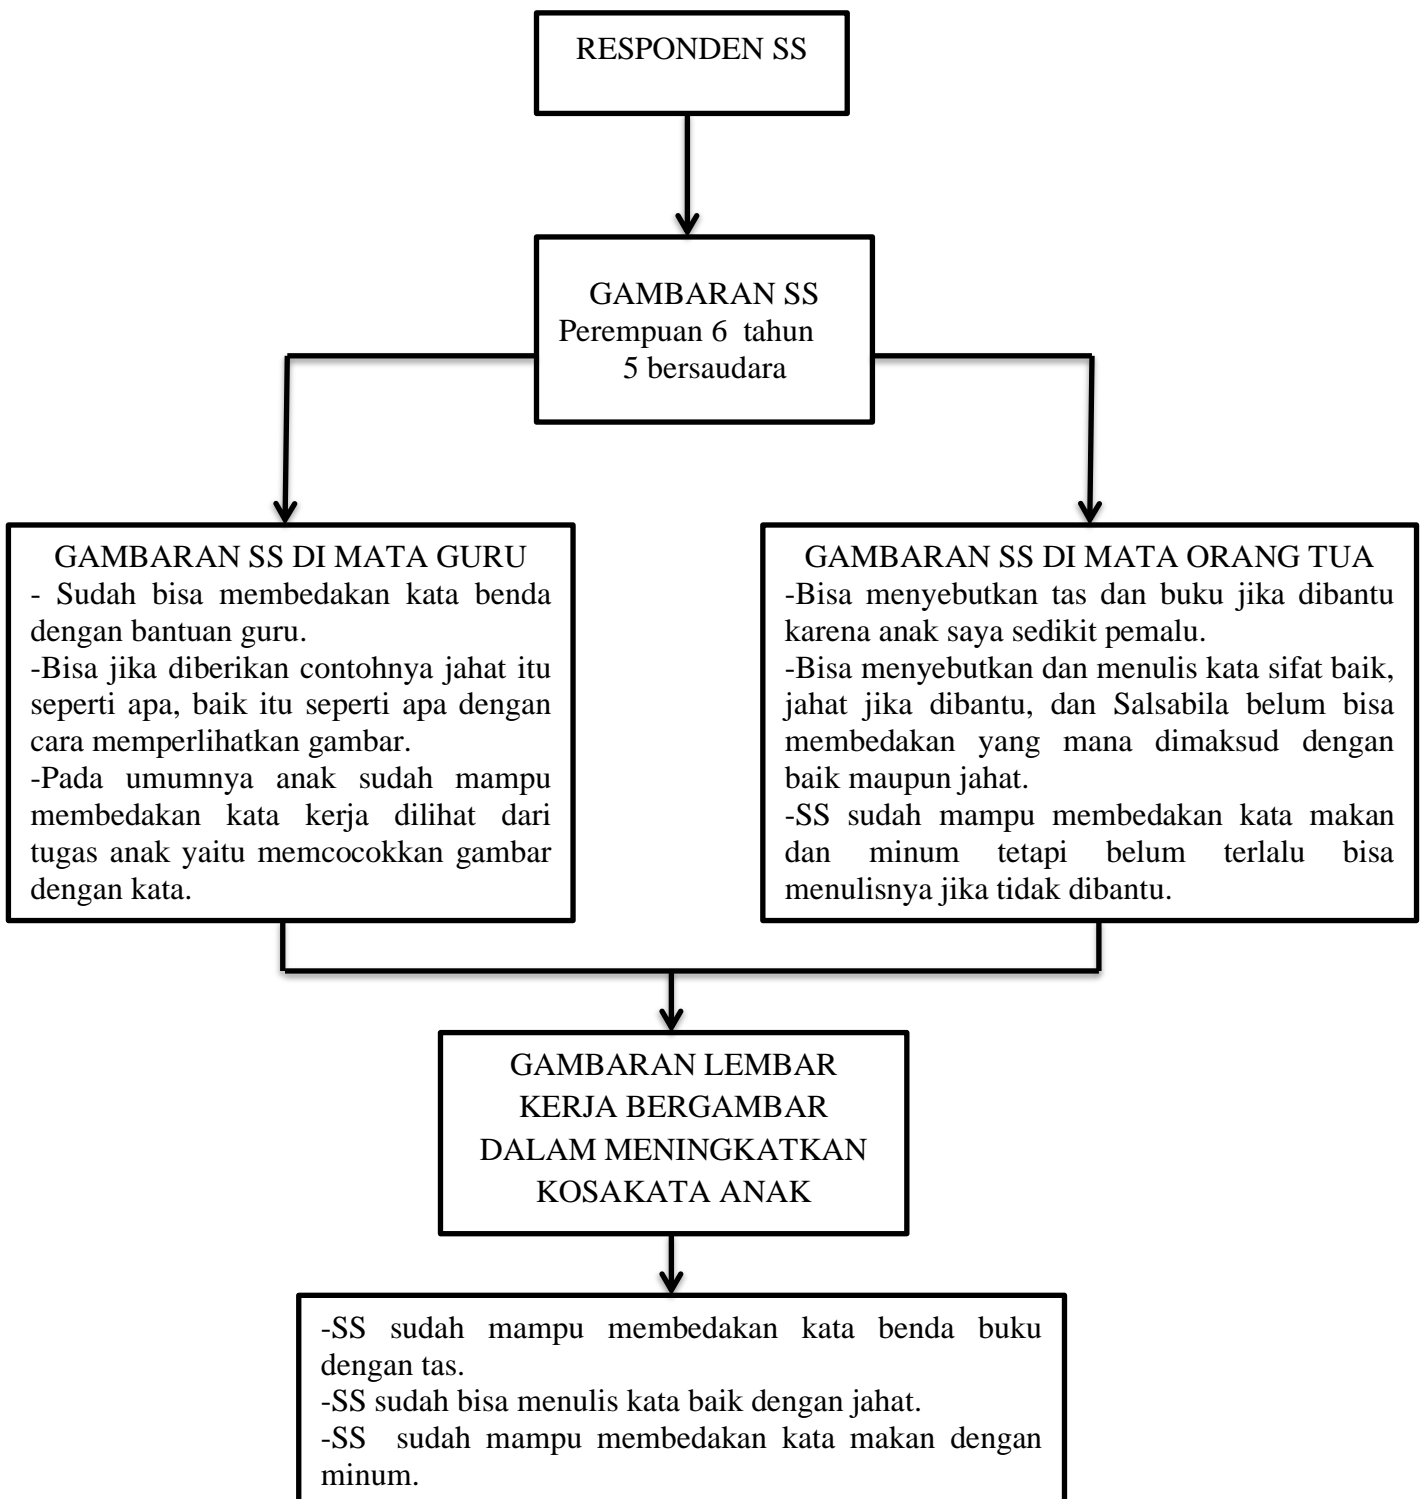 RESPONDEN SS
GAMBARAN SS
Perempuan 6 tahun
5 bersaudara
GAMBARAN SS DI MATA GURU
- Sudah bisa membedakan kata benda
dengan bantuan guru.
-Bisa jika diberikan contohnya jahat itu
seperti apa, baik itu seperti apa dengan
cara memperlihatkan gambar.
-Pada umumnya anak sudah mampu
membedakan kata kerja dilihat dari
tugas anak yaitu memcocokkan gambar
dengan kata.
GAMBARAN SS DI MATA ORANG TUA
-Bisa menyebutkan tas dan buku jika dibantu
karena anak saya sedikit pemalu.
-Bisa menyebutkan dan menulis kata sifat baik,
jahat jika dibantu, dan Salsabila belum bisa
membedakan yang mana dimaksud dengan
baik maupun jahat.
-SS sudah mampu membedakan kata makan
dan minum tetapi belum terlalu bisa
menulisnya jika tidak dibantu.
GAMBARAN LEMBAR
KERJA BERGAMBAR
DALAM MENINGKATKAN
KOSAKATA ANAK
-SS sudah mampu membedakan kata benda buku
dengan tas.
-SS sudah bisa menulis kata baik dengan jahat.
-SS sudah mampu membedakan kata makan dengan
minum.